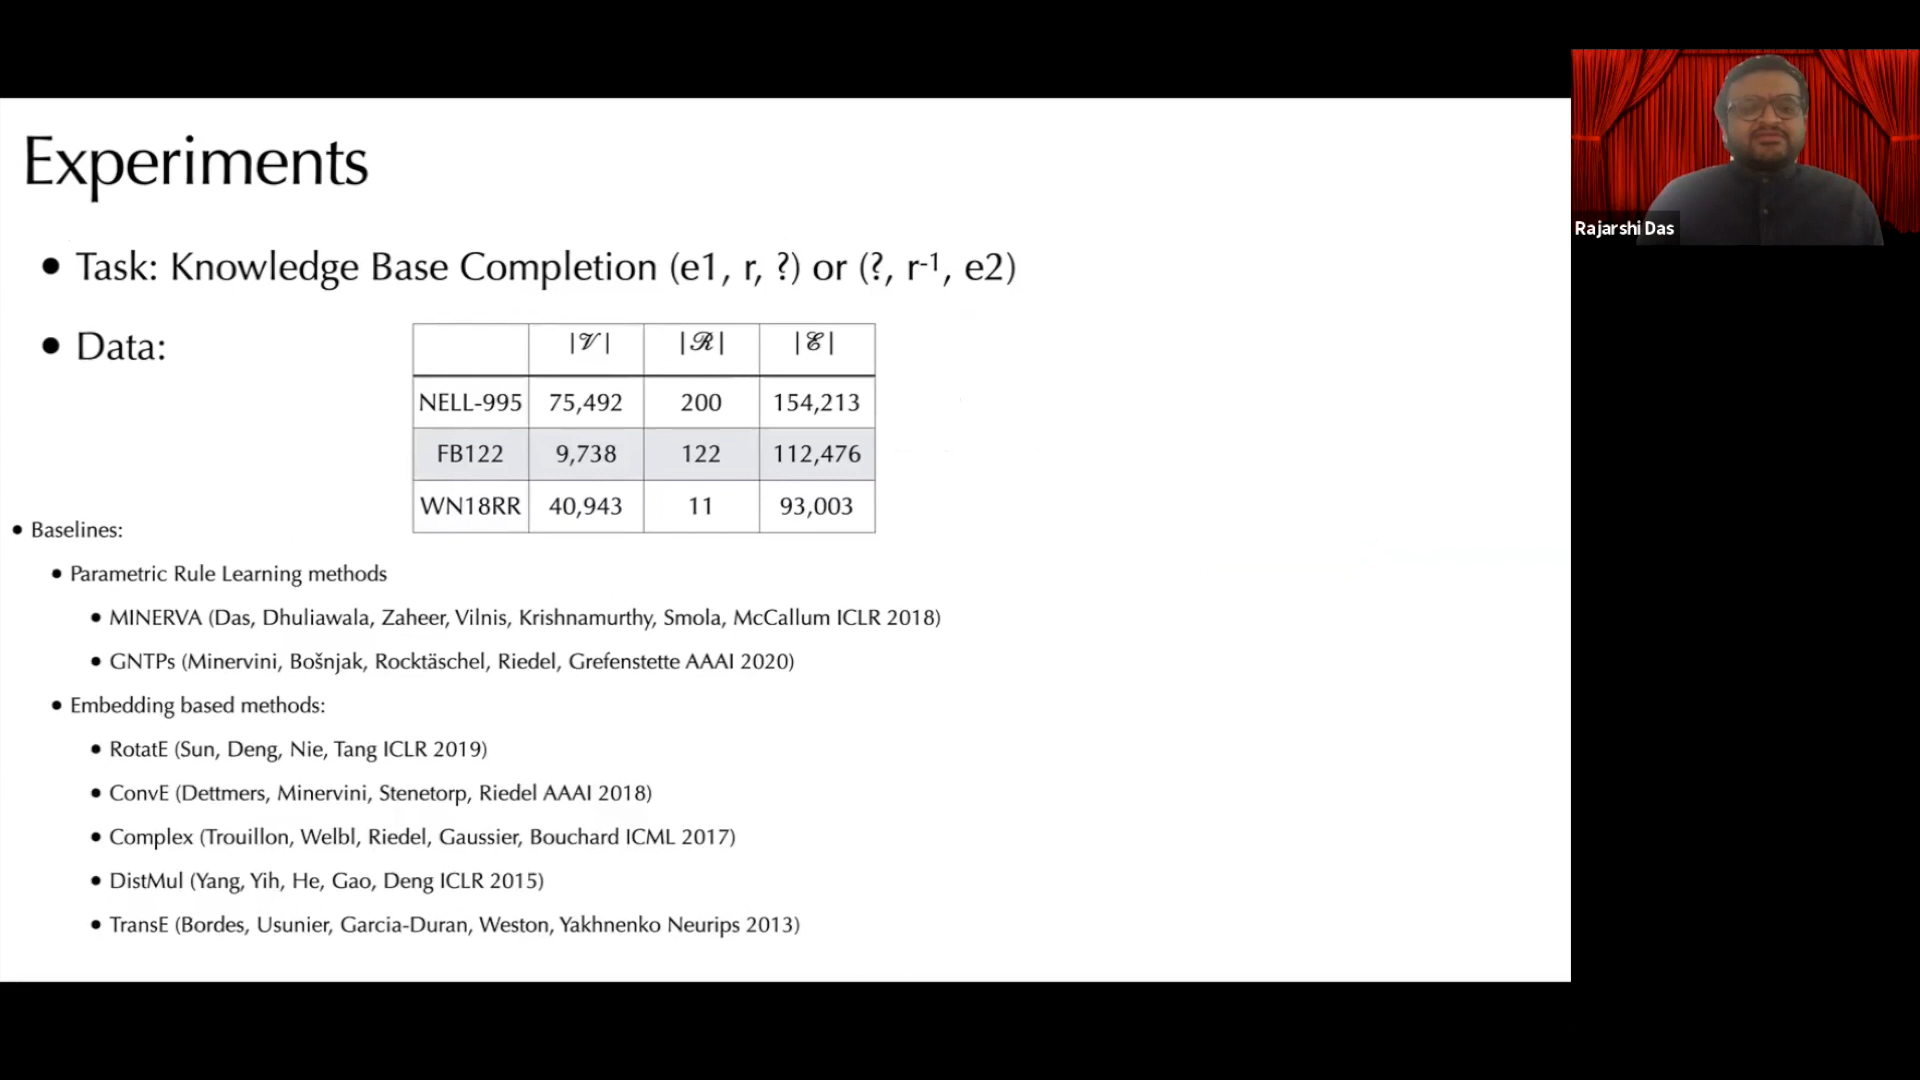 Experiments
• Task: Knowledge Base Completion (e1, r, ?) or (?, r⁻¹, e2)
• Data:
|𝒱| |ℛ| |ℰ|
NELL-995 75,492 200 154,213
FB122 9,738 122 112,476
WN18RR 40,943 11 93,003
• Baselines:
• Parametric Rule Learning methods
• MINERVA (Das, Dhuliawala, Zaheer, Vilnis, Krishnamurthy, Smola, McCallum ICLR 2018)
• GNTPs (Minervini, Bošnjak, Rocktäschel, Riedel, Grefenstette AAAI 2020)
• Embedding based methods:
• RotatE (Sun, Deng, Nie, Tang ICLR 2019)
• ConvE (Dettmers, Minervini, Stenetorp, Riedel AAAI 2018)
• Complex (Trouillon, Welbl, Riedel, Gaussier, Bouchard ICML 2017)
• DistMul (Yang, Yih, He, Gao, Deng ICLR 2015)
• TransE (Bordes, Usunier, Garcia-Duran, Weston, Yakhnenko Neurips 2013)
Rajarshi Das